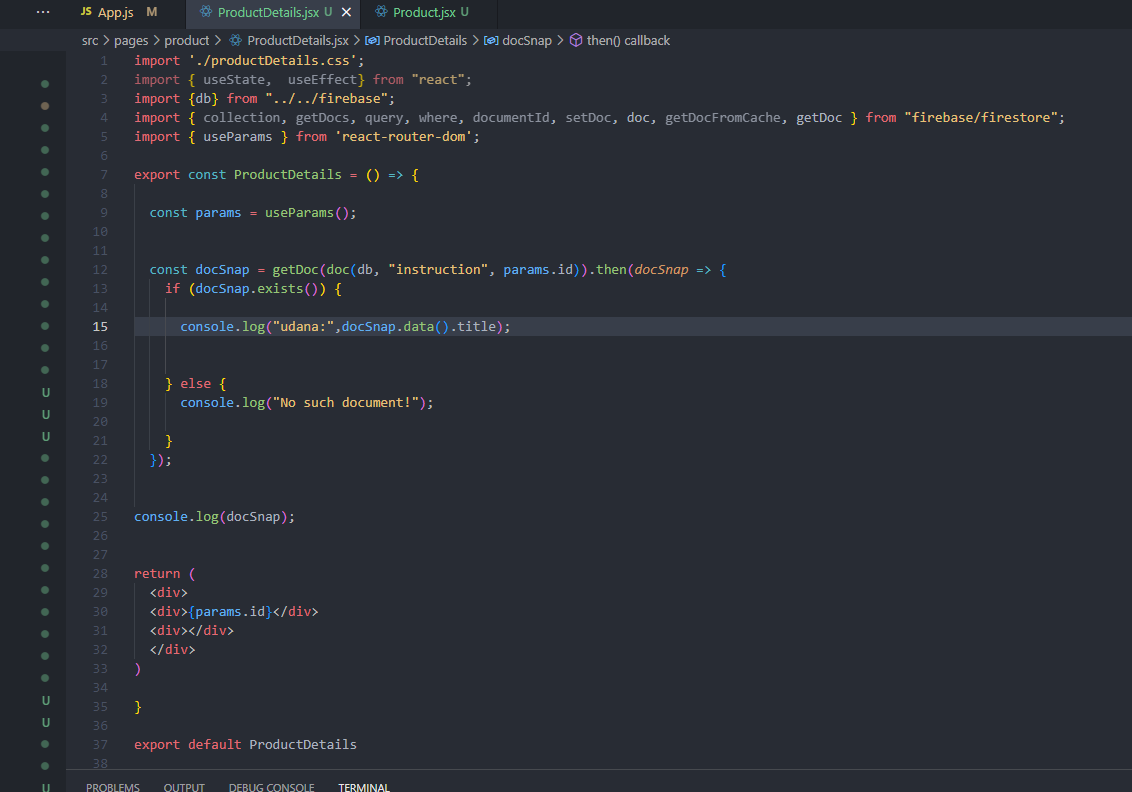 ··· JS App.js M ProductDetails.jsx U × Product.jsx U
src > pages > product > ProductDetails.jsx > ProductDetails > docSnap > then() callback
1 import './productDetails.css';
2 import { useState,  useEffect} from "react";
3 import {db} from "../../firebase";
4 import { collection, getDocs, query, where, documentId, setDoc, doc, getDocFromCache, getDoc } from "firebase/firestore";
5 import { useParams } from 'react-router-dom';
6
7 export const ProductDetails = () => {
8
9   const params = useParams();
10
11
12   const docSnap = getDoc(doc(db, "instruction", params.id)).then(docSnap => {
13     if (docSnap.exists()) {
14
15       console.log("udana:",docSnap.data().title);
16
17
18     } else {
19       console.log("No such document!");
20
21     }
22   });
23
24
25 console.log(docSnap);
26
27
28 return (
29   <div>
30   <div>{params.id}</div>
31   <div></div>
32   </div>
33 )
34
35 }
36
37 export default ProductDetails
38
U
U
U
U
U
U
PROBLEMS OUTPUT DEBUG CONSOLE TERMINAL